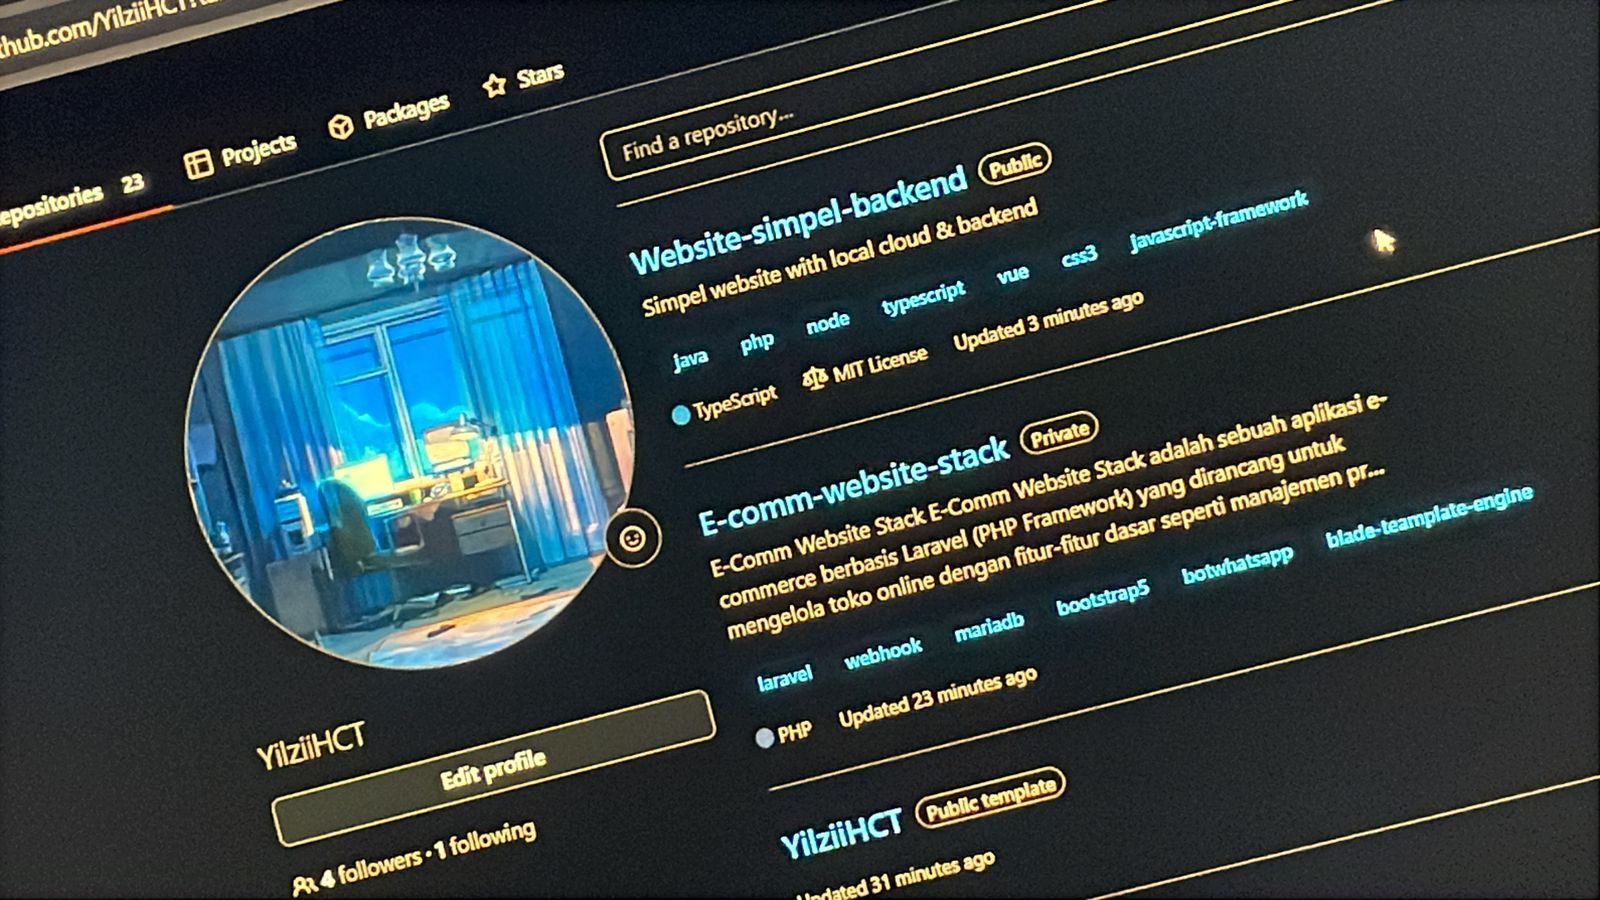 thub.com/YilziiHCT?
epositories 23
Projects
Packages
Stars
Find a repository...
Website-simpel-backend Public
Simpel website with local cloud & backend
java php node typescript vue css3 javascript-framework
TypeScript MIT License Updated 3 minutes ago
E-comm-website-stack Private
E-Comm Website Stack E-Comm Website Stack adalah sebuah aplikasi e-
commerce berbasis Laravel (PHP Framework) yang dirancang untuk
mengelola toko online dengan fitur-fitur dasar seperti manajemen pr...
laravel webhook mariadb bootstrap5 botwhatsapp blade-teamplate-engine
PHP Updated 23 minutes ago
YilziiHCT Public template
Updated 31 minutes ago
YilziiHCT
Edit profile
4 followers · 1 following